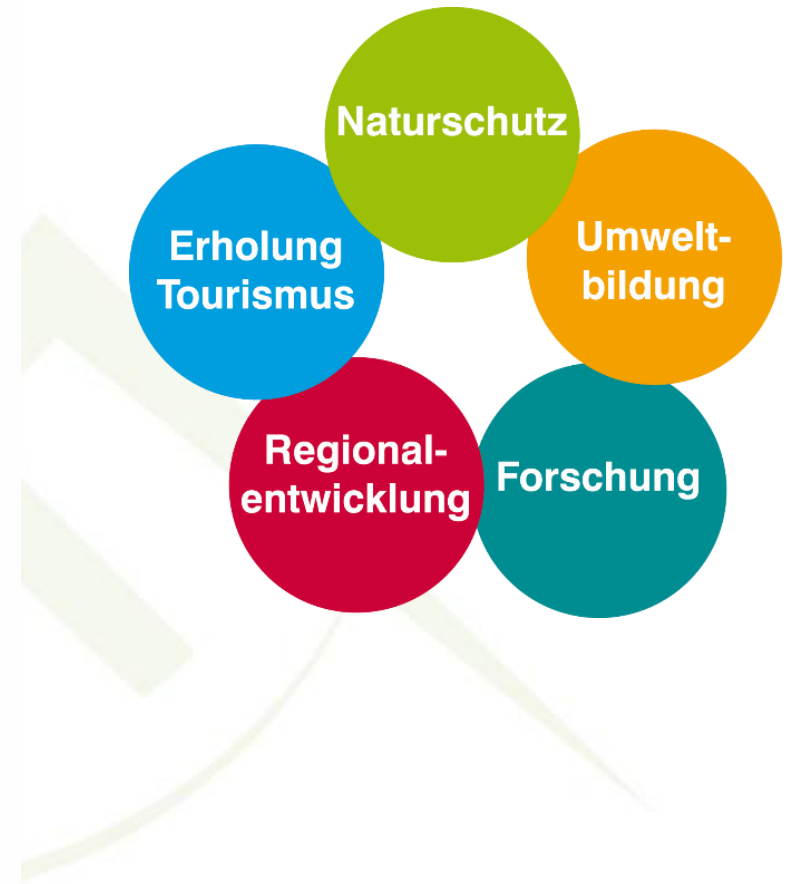 Naturschutz
Umwelt-
bildung
Erholung
Tourismus
Regional-
entwicklung
Forschung